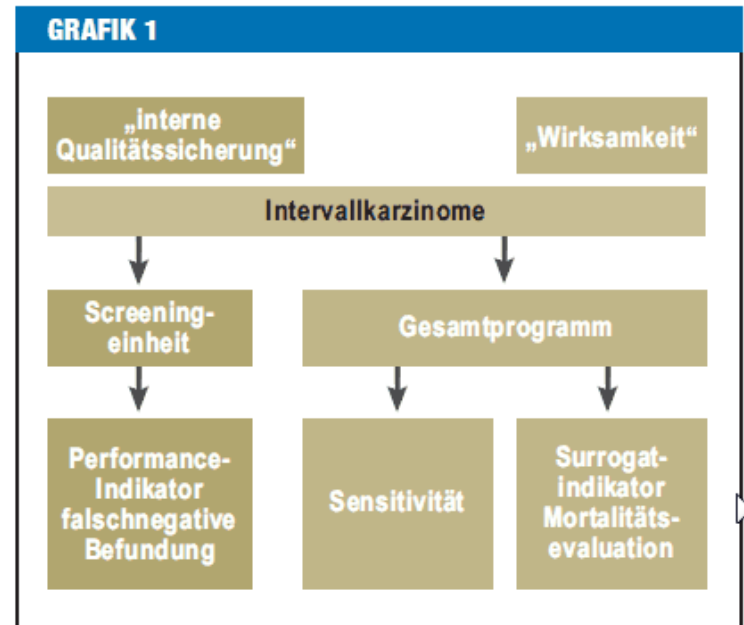 GRAFIK 1
„interne
Qualitätssicherung“
„Wirksamkeit“
Intervallkarzinome
Screening-
einheit
Gesamtprogramm
Performance-
Indikator
falschnegative
Befundung
Sensitivität
Surrogat-
indikator
Mortalitäts-
evaluation